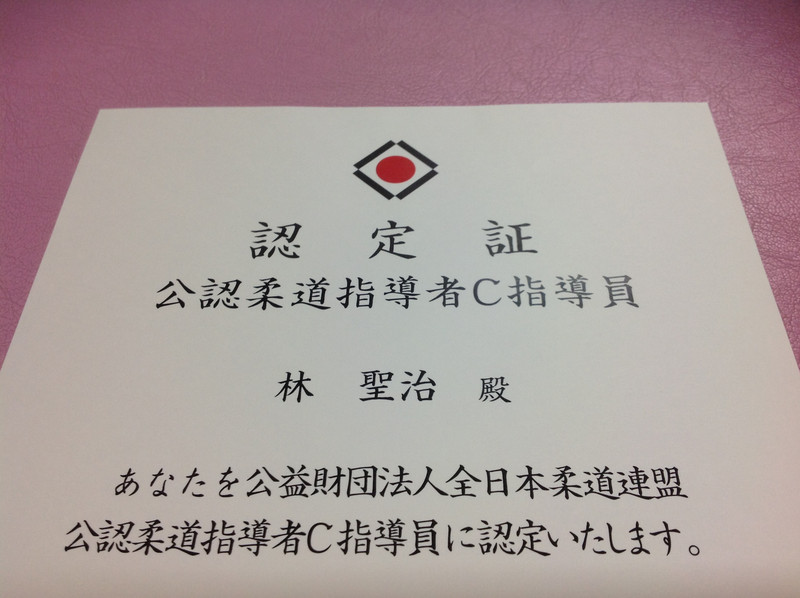 認 定 証
公認柔道指導者C指導員
林 聖治 殿
あなたを公益財団法人全日本柔道連盟
公認柔道指導者C指導員に認定いたします。